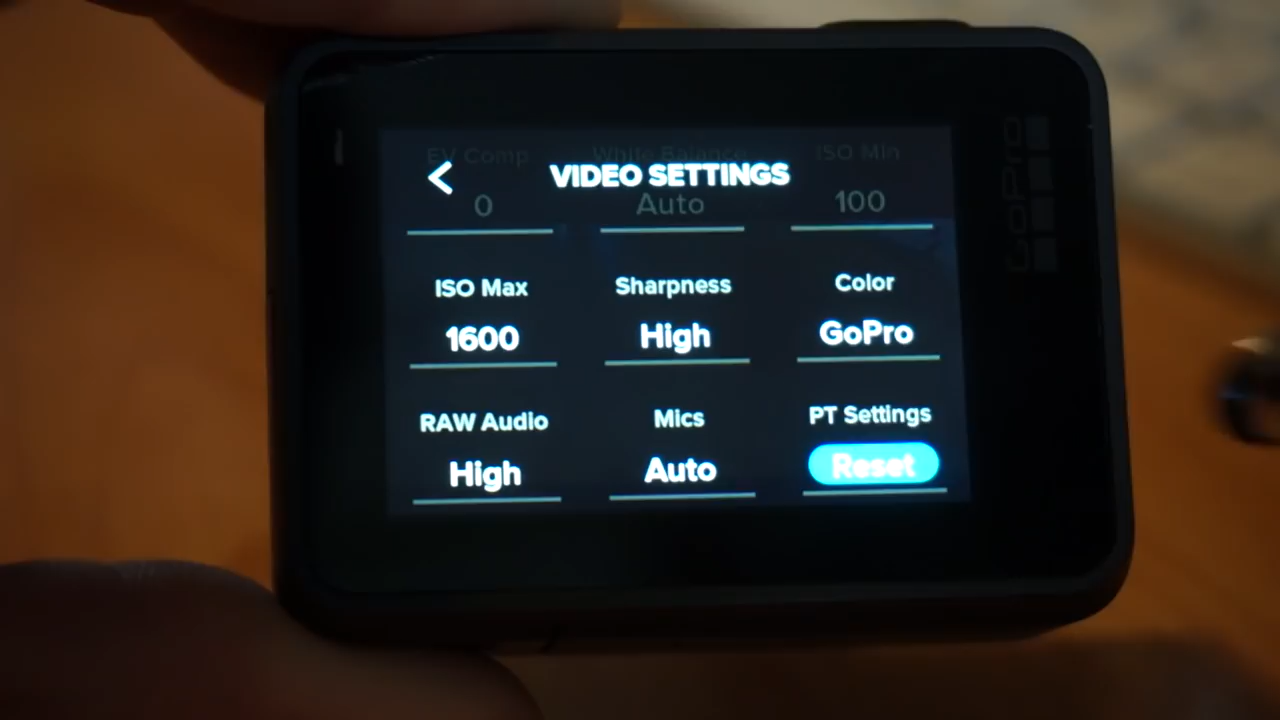 EV Comp White Balance ISO Min
VIDEO SETTINGS
0 Auto 100
ISO Max Sharpness Color
1600 High GoPro
RAW Audio Mics PT Settings
High Auto Reset
GoPro